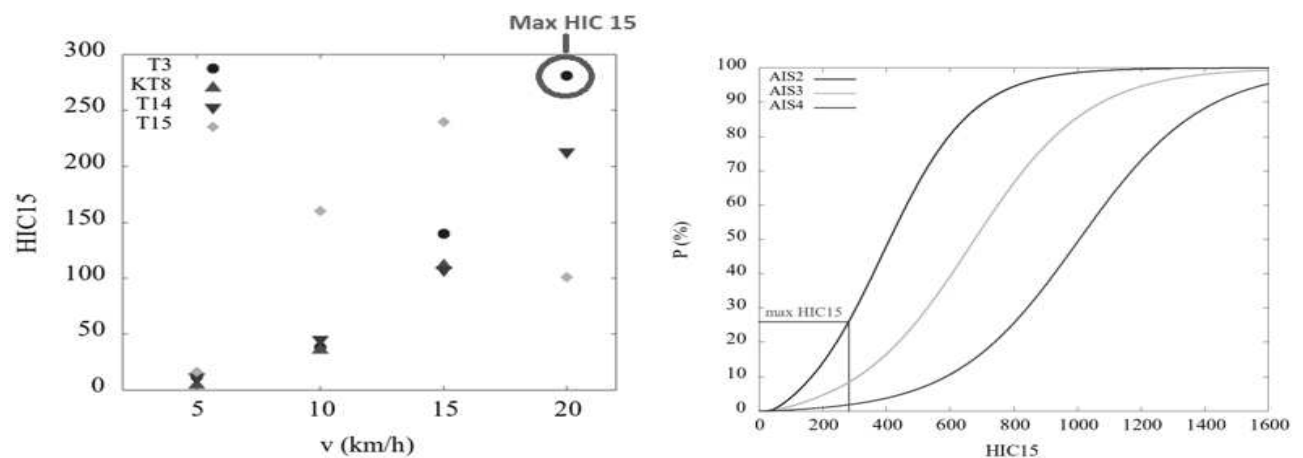 Max HIC 15
300
250
200
150
100
50
0
HIC15
T3
KT8
T14
T15
5 10 15 20
v (km/h)
100
90
80
70
60
50
40
30
20
10
0
P (%)
AIS2
AIS3
AIS4
max HIC15
0 200 400 600 800 1000 1200 1400 1600
HIC15